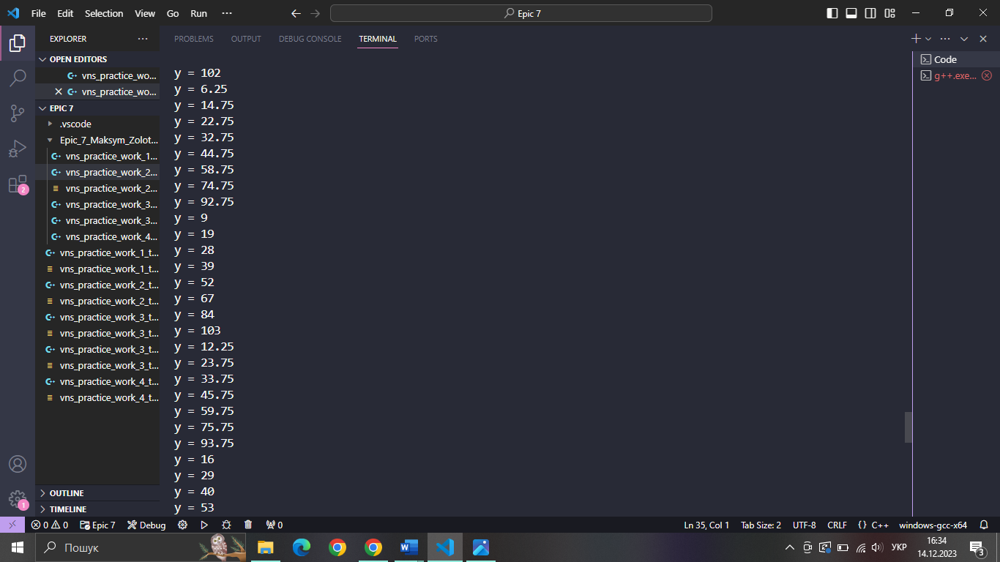 File Edit Selection View Go Run ···
Epic 7
EXPLORER ···
OPEN EDITORS
vns_practice_wo...
vns_practice_wo...
EPIC 7
.vscode
Epic_7_Maksym_Zolot...
vns_practice_work_1...
vns_practice_work_2...
vns_practice_work_2...
vns_practice_work_3...
vns_practice_work_3...
vns_practice_work_4...
vns_practice_work_1_t...
vns_practice_work_1_t...
vns_practice_work_2_t...
vns_practice_work_2_t...
vns_practice_work_3_t...
vns_practice_work_3_t...
vns_practice_work_3_t...
vns_practice_work_3_t...
vns_practice_work_4_t...
vns_practice_work_4_t...
OUTLINE
TIMELINE
2
1
PROBLEMS OUTPUT DEBUG CONSOLE TERMINAL PORTS
y = 102
y = 6.25
y = 14.75
y = 22.75
y = 32.75
y = 44.75
y = 58.75
y = 74.75
y = 92.75
y = 9
y = 19
y = 28
y = 39
y = 52
y = 67
y = 84
y = 103
y = 12.25
y = 23.75
y = 33.75
y = 45.75
y = 59.75
y = 75.75
y = 93.75
y = 16
y = 29
y = 40
y = 53
Code
g++.exe...
0 0 Epic 7 Debug 0 Ln 35, Col 1 Tab Size: 2 UTF-8 CRLF {} C++ windows-gcc-x64
Пошук
УКР
16:34
14.12.2023
3